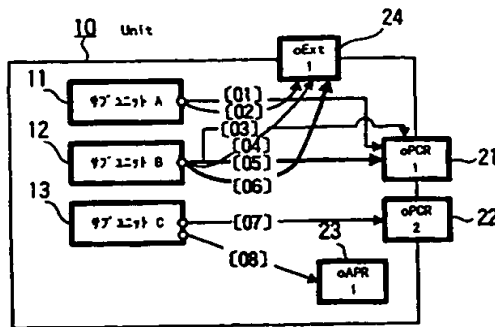 10 Unit
24
oExt
1
11
サブユニット A
[01]
[02]
[03]
12
サブユニット B
[04]
[05]
[06]
oPCR
1
21
13
サブユニット C
[07]
oPCR
2
22
[08]
23
oAPR
1